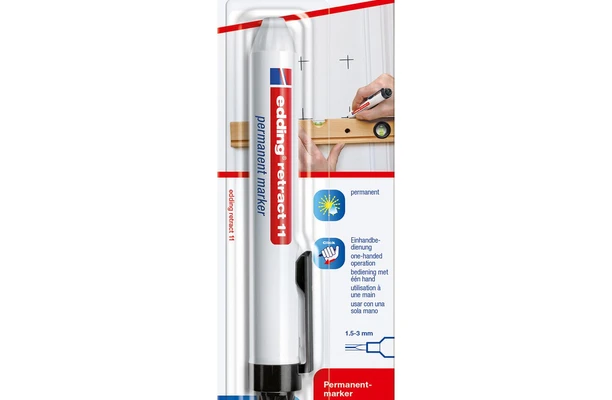 edding® retract 11
permanent marker
edding retract 11
permanent
click
Einhandbe-
dienung
one-handed
operation
bediening met
één hand
utilisation à
une main
usar con una
sola mano
1.5-3 mm
Permanent-
marker